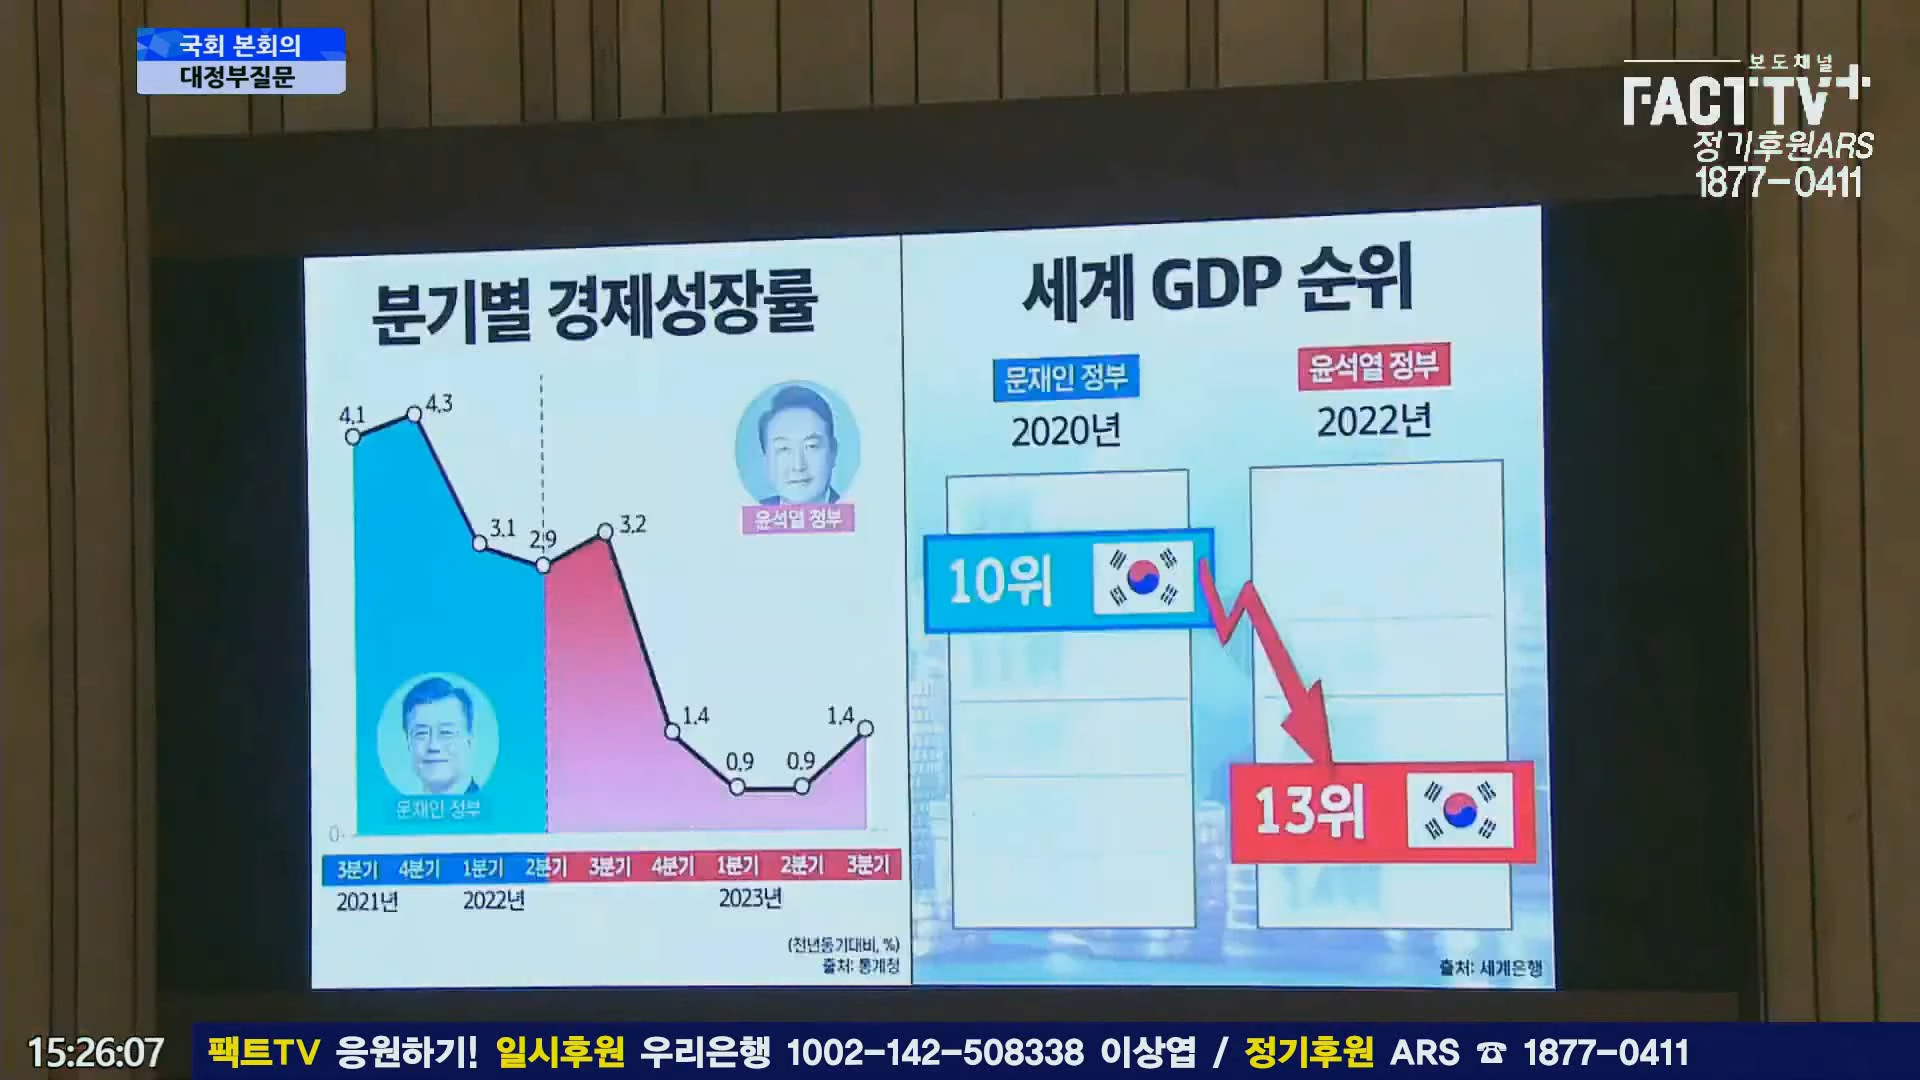 국회 본회의
대정부질문
보도채널
FACTTV+
정기후원ARS
1877-0411
분기별 경제성장률
4.1
4.3
3.1
2.9
3.2
1.4
0.9
0.9
1.4
윤석열 정부
문재인 정부
0
3분기 4분기 1분기 2분기 3분기 4분기 1분기 2분기 3분기
2021년 2022년 2023년
(전년동기대비, %)
출처: 통계청
세계 GDP 순위
문재인 정부
2020년
윤석열 정부
2022년
10위
13위
출처: 세계은행
15:26:07
팩트TV 응원하기! 일시후원 우리은행 1002-142-508338 이상엽 / 정기후원 ARS ☎ 1877-0411